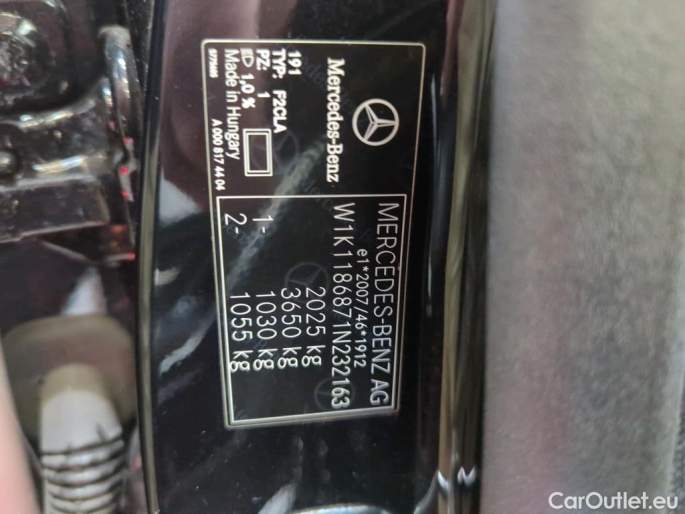 Mercedes-Benz
191
TYP: F2CLA
PZ: 1
1,0 %
Made in Hungary
A 000 817 44 04
MERCEDES-BENZ AG
e1*2007/46*1912
W1K1186871N232163
2025 kg
3650 kg
1- 1030 kg
2- 1055 kg
CarOutlet.eu